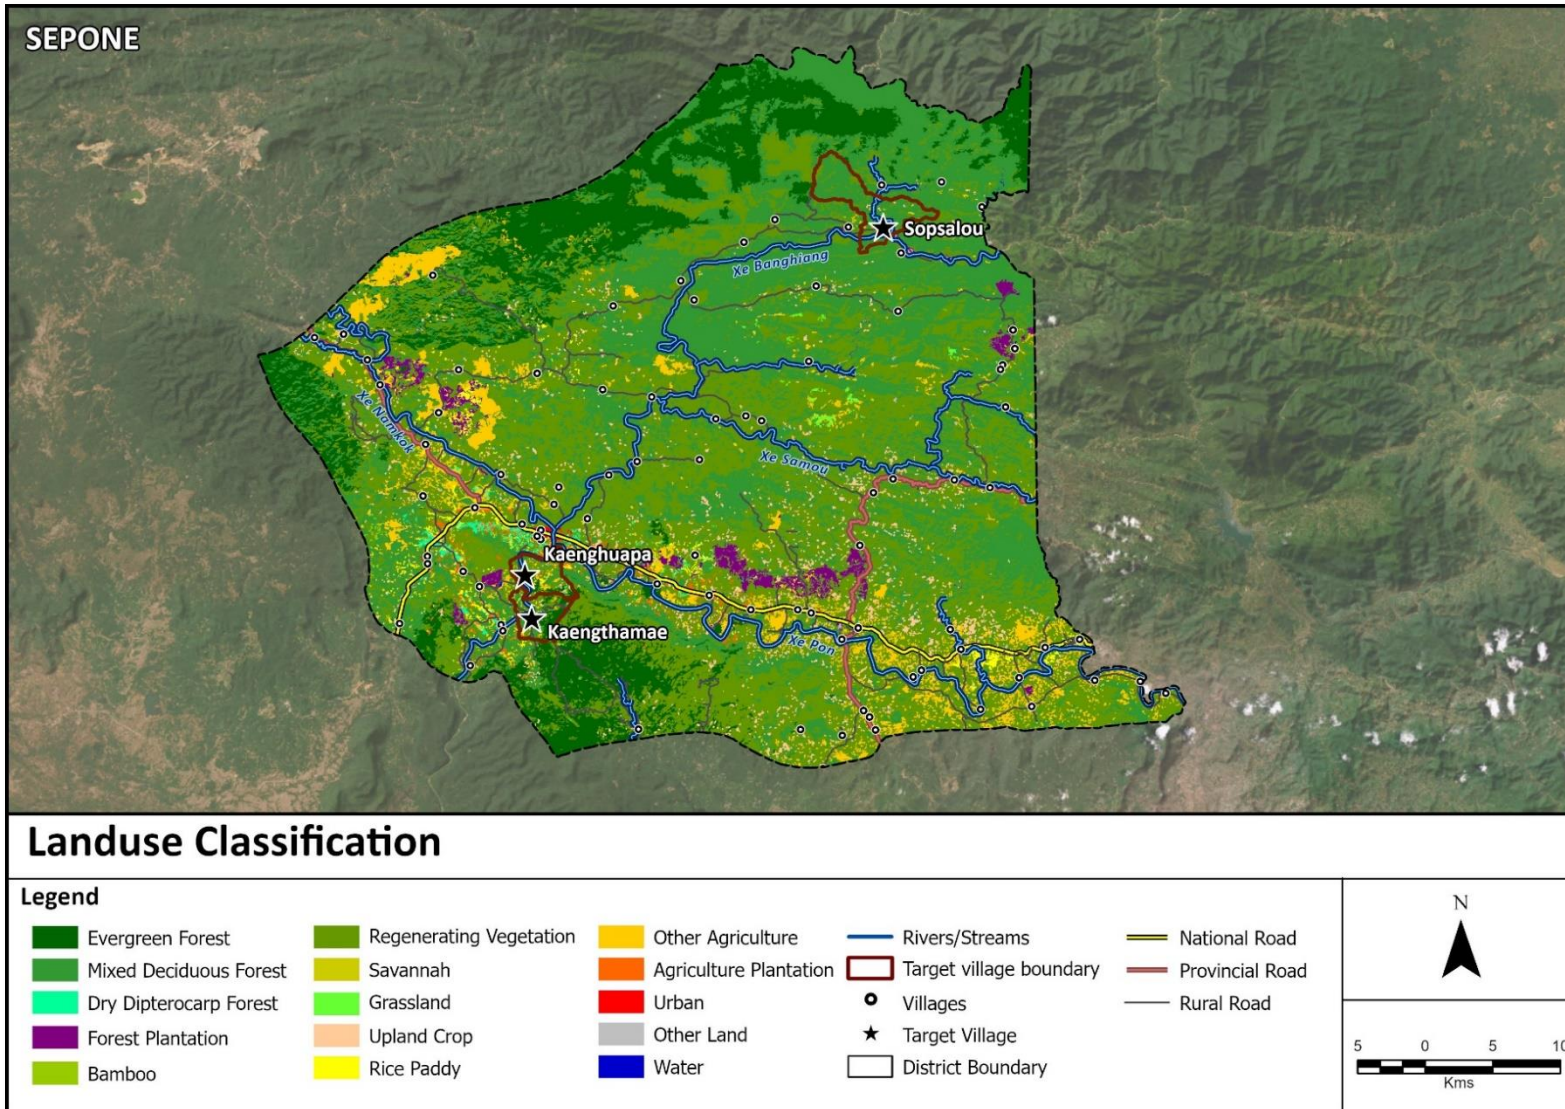 SEPONE
Sopsalou
Xe Banghiang
Xe Namkok
Xe Samou
Kaenghuapa
Kaengthamae
Xe Pon
Landuse Classification
Legend
Evergreen Forest
Mixed Deciduous Forest
Dry Dipterocarp Forest
Forest Plantation
Bamboo
Regenerating Vegetation
Savannah
Grassland
Upland Crop
Rice Paddy
Other Agriculture
Agriculture Plantation
Urban
Other Land
Water
Rivers/Streams
Target village boundary
Villages
Target Village
District Boundary
National Road
Provincial Road
Rural Road
N
5 0 5 10
Kms